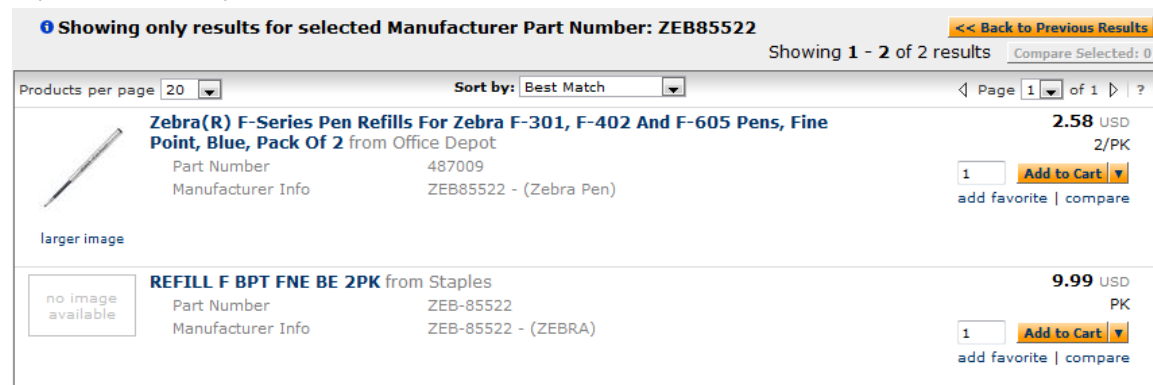 Showing only results for selected Manufacturer Part Number: ZEB85522
<< Back to Previous Results
Showing 1 - 2 of 2 results Compare Selected: 0
Products per page 20 Sort by: Best Match Page 1 of 1 ?
Zebra(R) F-Series Pen Refills For Zebra F-301, F-402 And F-605 Pens, Fine
Point, Blue, Pack Of 2 from Office Depot
2.58 USD
2/PK
Part Number 487009
Manufacturer Info ZEB85522 - (Zebra Pen)
1 Add to Cart
add favorite | compare
larger image
REFILL F BPT FNE BE 2PK from Staples
9.99 USD
no image
available
Part Number ZEB-85522
PK
Manufacturer Info ZEB-85522 - (ZEBRA)
1 Add to Cart
add favorite | compare